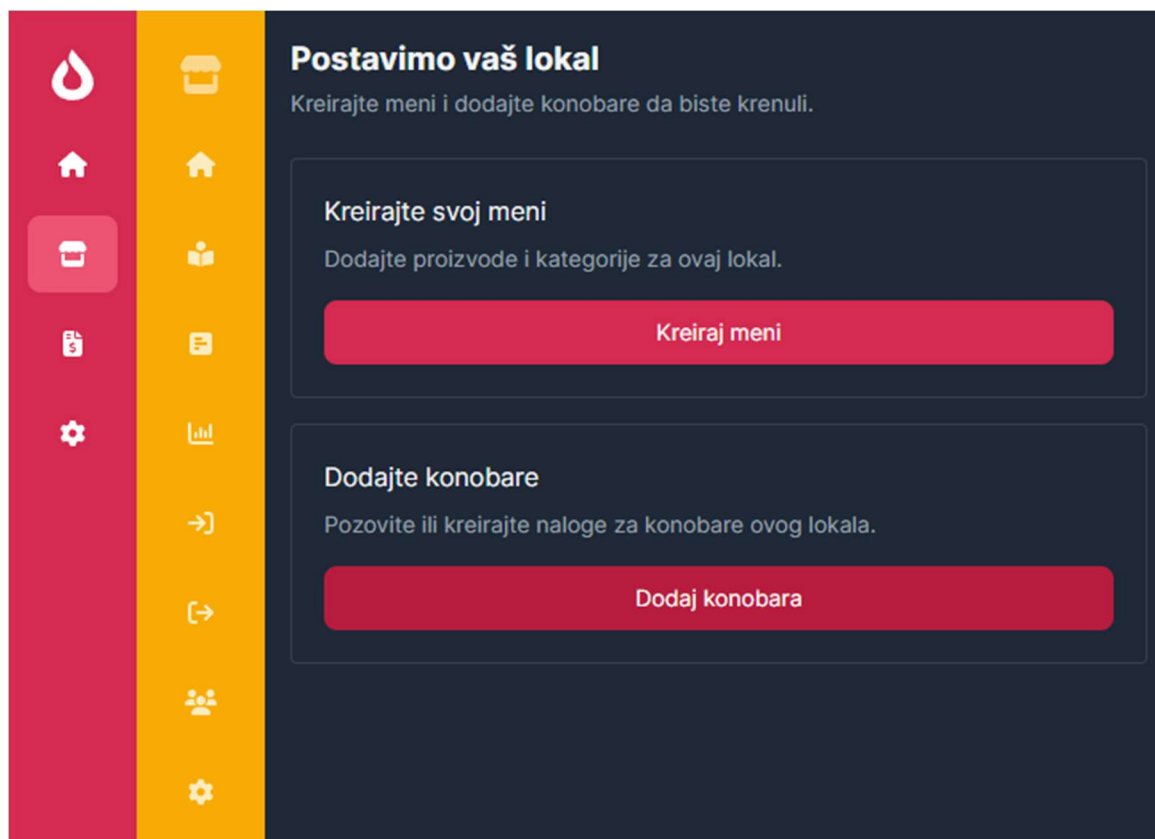 Postavimo vaš lokal
Kreirajte meni i dodajte konobare da biste krenuli.
Kreirajte svoj meni
Dodajte proizvode i kategorije za ovaj lokal.
Kreiraj meni
Dodajte konobare
Pozovite ili kreirajte naloge za konobare ovog lokala.
Dodaj konobara